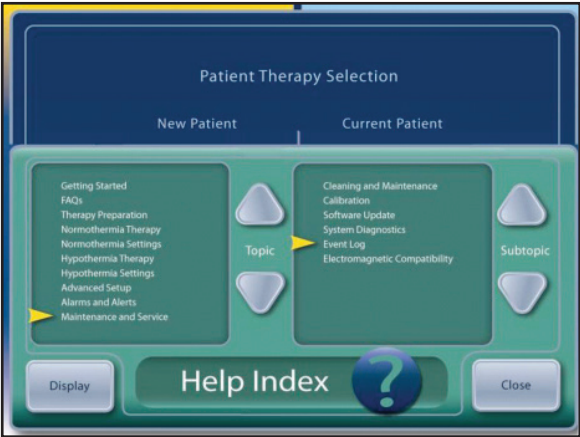 Patient Therapy Selection
New Patient
Current Patient
Getting Started
FAQs
Therapy Preparation
Normothermia Therapy
Normothermia Settings
Hypothermia Therapy
Hypothermia Settings
Advanced Setup
Alarms and Alerts
Maintenance and Service
Topic
Cleaning and Maintenance
Calibration
Software Update
System Diagnostics
Event Log
Electromagnetic Compatibility
Subtopic
Display
Help Index
?
Close